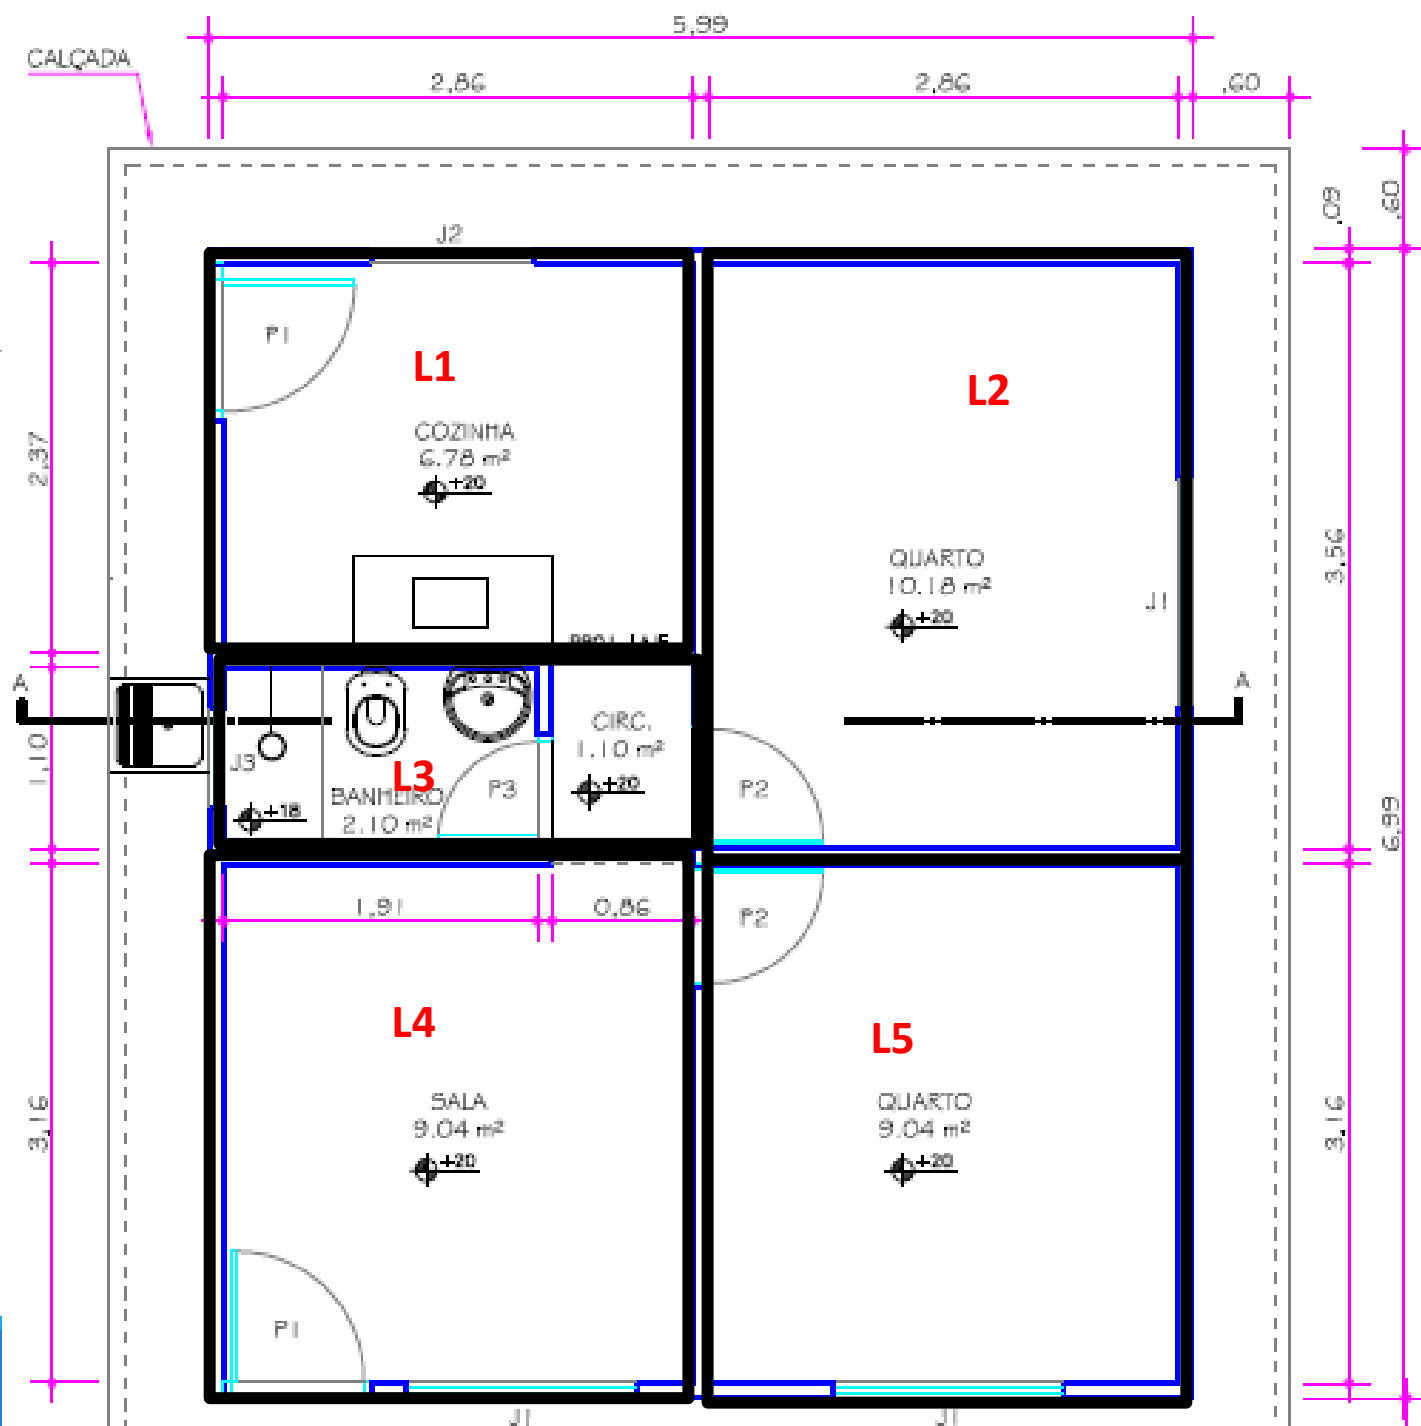 5,99
CALÇADA
2,86
2,86
,60
,09
,60
J2
P1
L1
L2
COZINHA
6.78 m²
+20
2,37
QUARTO
10.18 m²
+20
3,56
J1
PROJ. LAJE
A
A
CIRC.
1.10 m²
+20
1,10
J3
L3
P3
P2
BANHEIRO
2.10 m²
+18
6,99
1,91
0,86
P2
L4
L5
SALA
9.04 m²
+20
QUARTO
9.04 m²
+20
3,16
3,16
P1
J1
J1